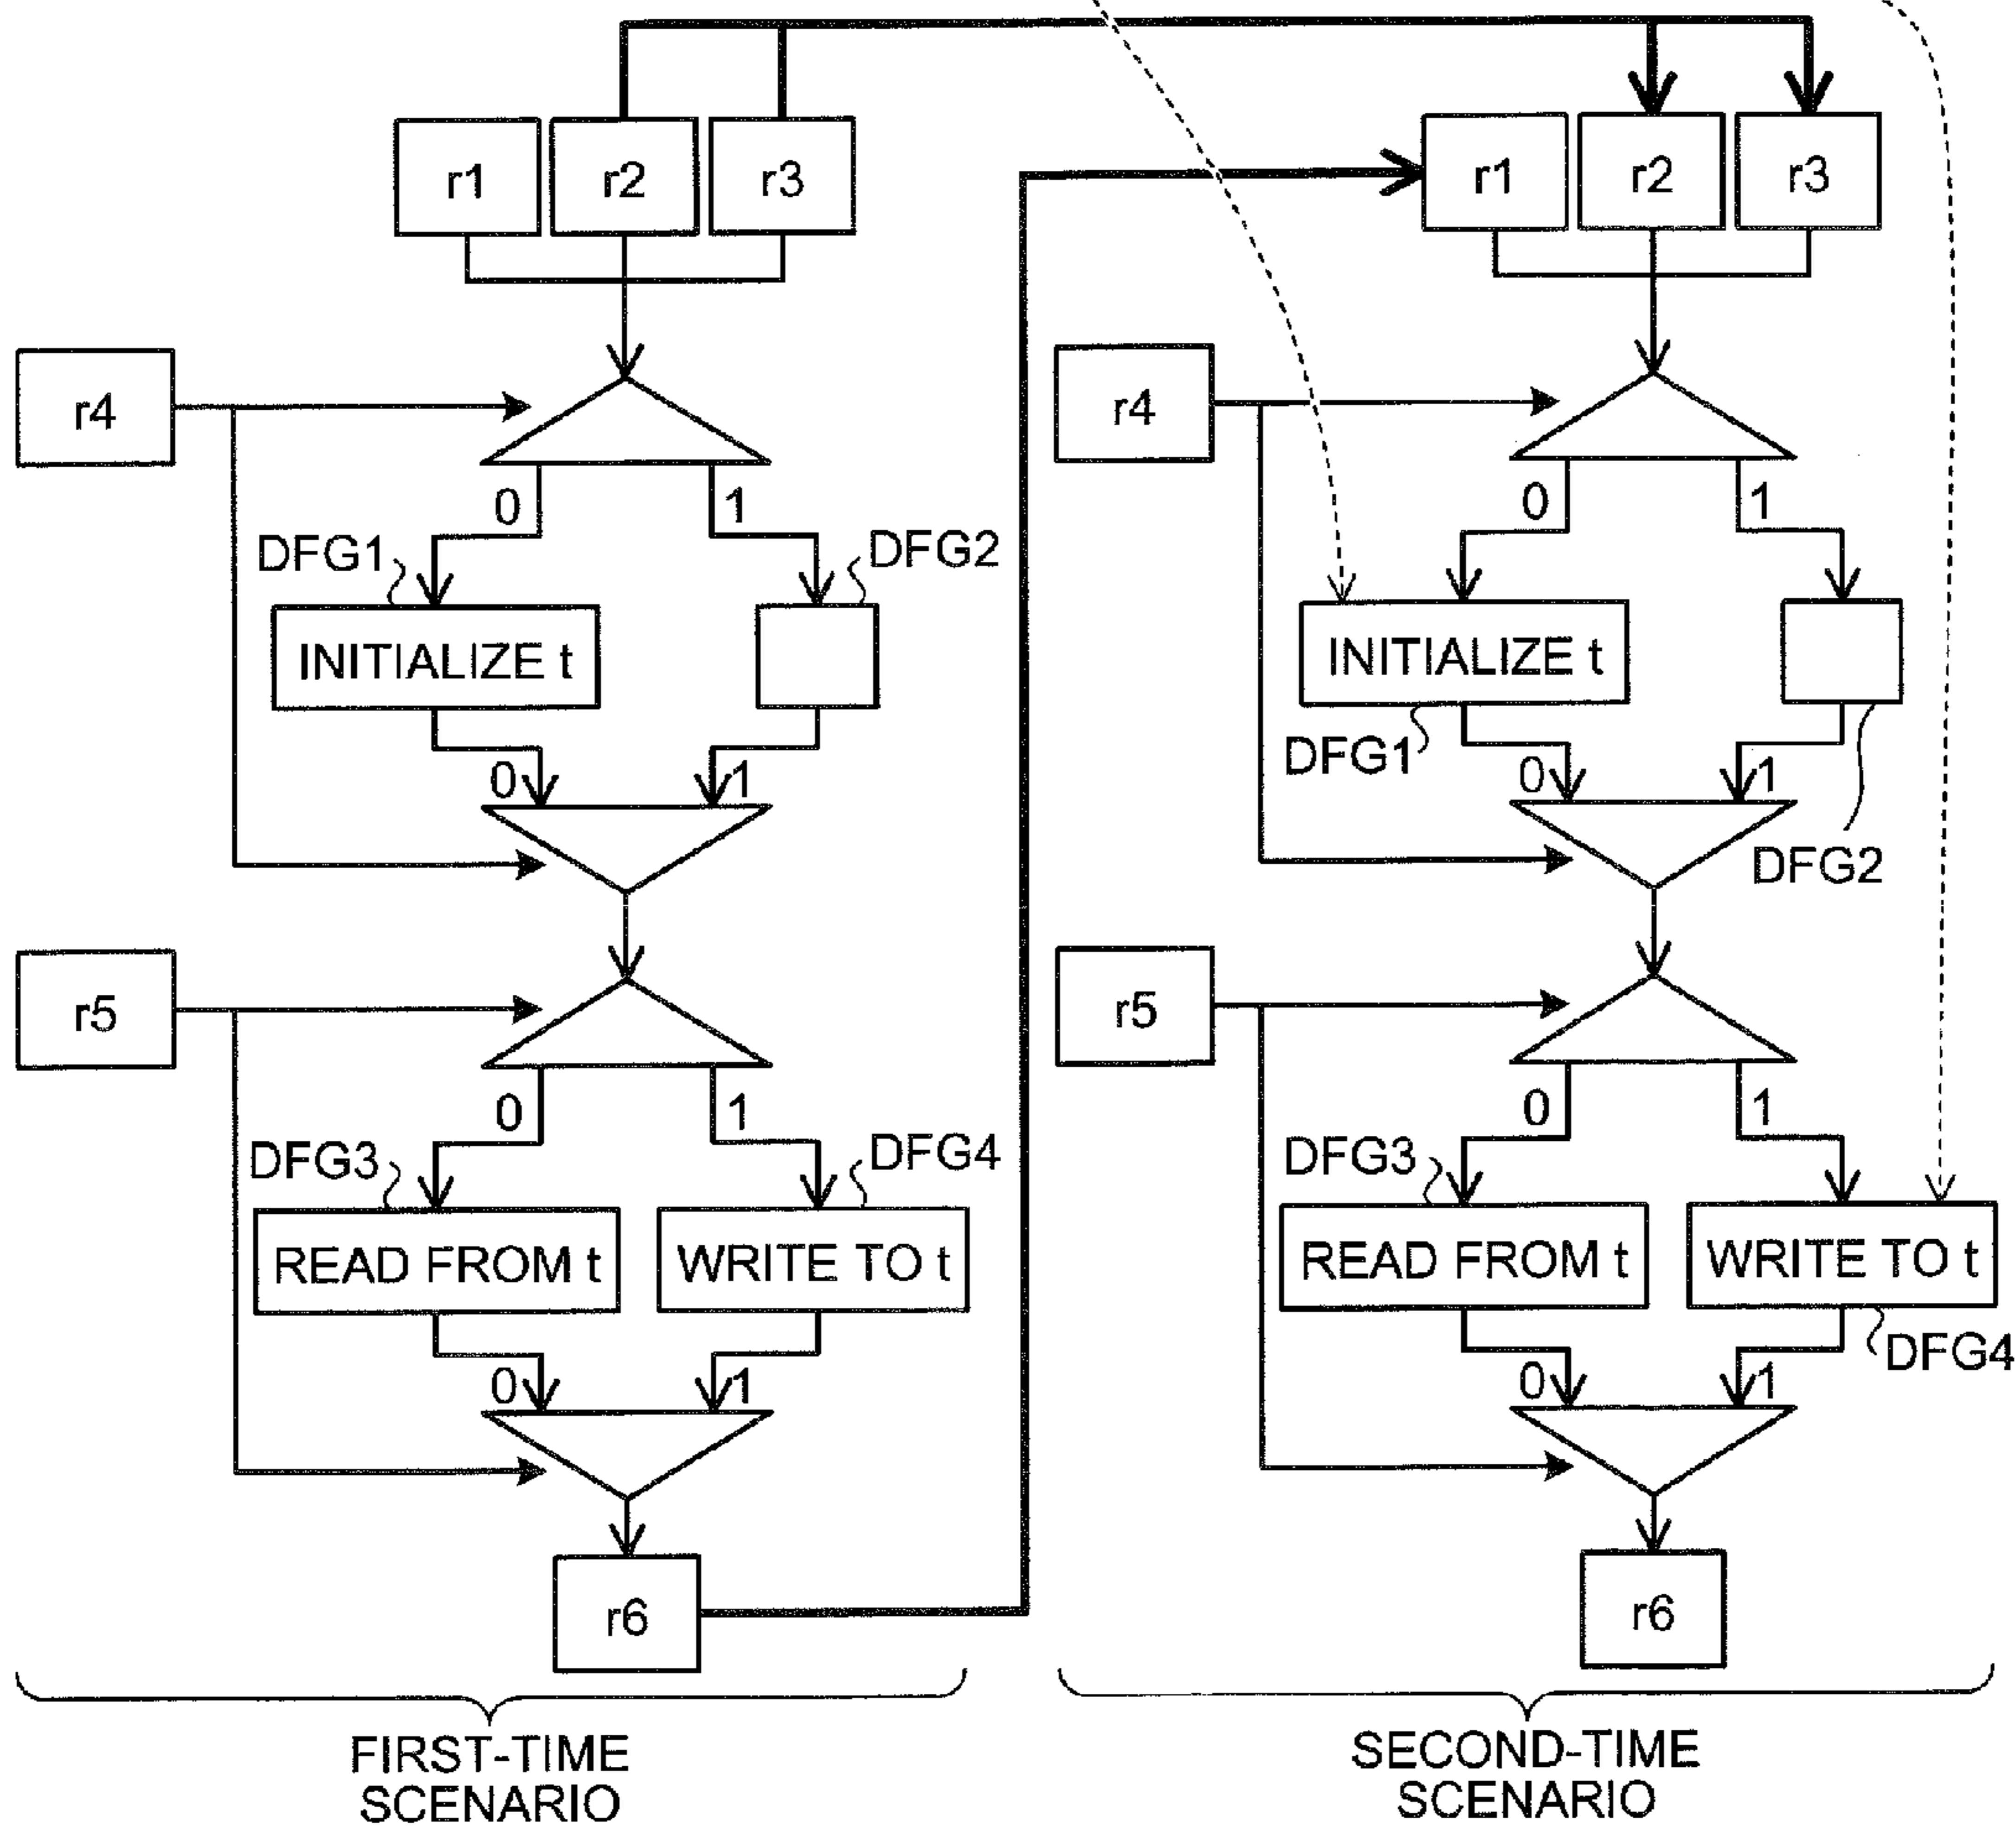 r1
r2
r3
r4
0
1
DFG1
DFG2
INITIALIZE t
0
1
r5
0
1
DFG3
DFG4
READ FROM t
WRITE TO t
0
1
r6
FIRST-TIME
SCENARIO
r1
r2
r3
r4
0
1
INITIALIZE t
DFG1
0
1
DFG2
r5
0
1
DFG3
READ FROM t
WRITE TO t
DFG4
0
1
r6
SECOND-TIME
SCENARIO